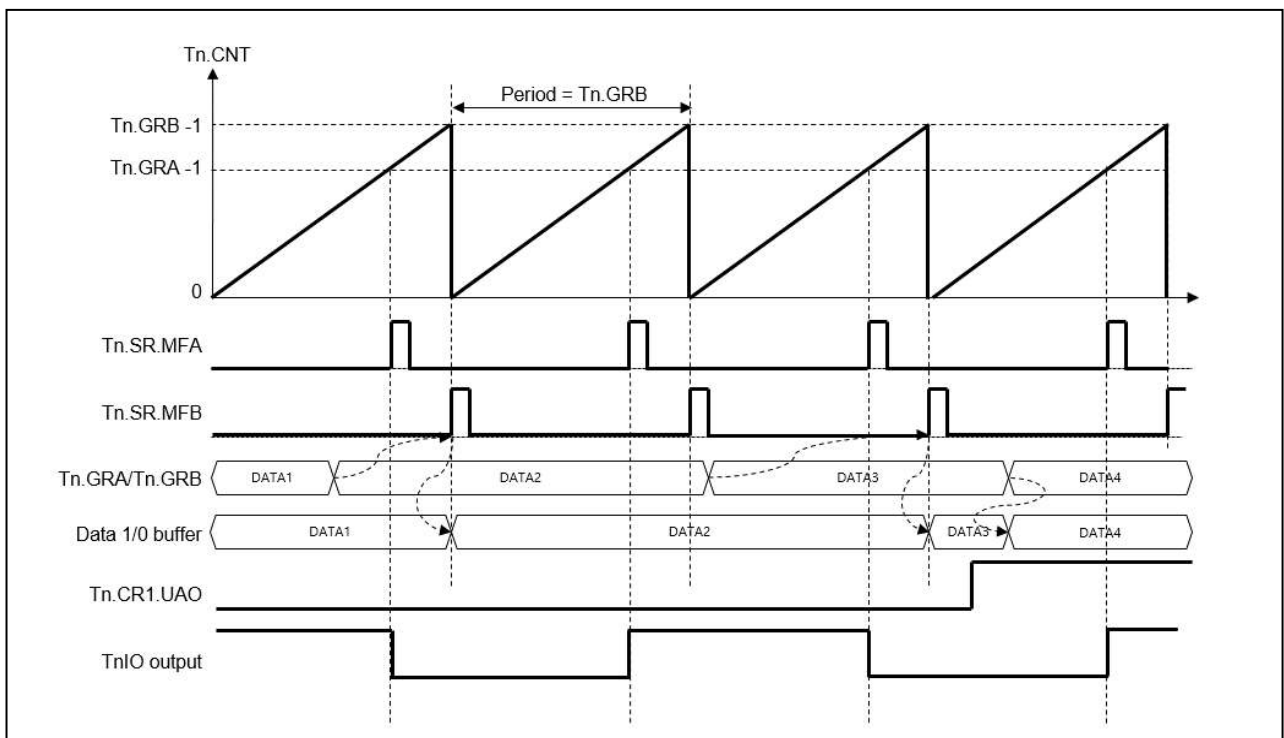 Tn.CNT
Period = Tn.GRB
Tn.GRB -1
Tn.GRA -1
0
Tn.SR.MFA
Tn.SR.MFB
Tn.GRA/Tn.GRB DATA1 DATA2 DATA3 DATA4
Data 1/0 buffer DATA1 DATA2 DATA3 DATA4
Tn.CR1.UAO
TnIO output